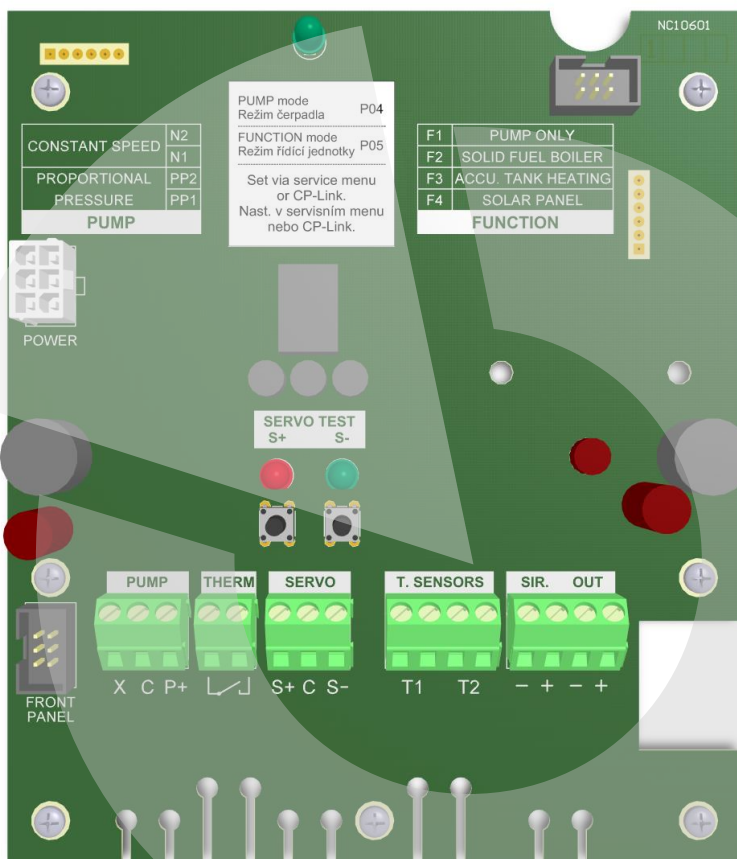 NC10601
PUMP mode
Režim čerpadla P04
FUNCTION mode
Režim řídící jednotky P05
Set via service menu
or CP-Link.
Nast. v servisním menu
nebo CP-Link.
CONSTANT SPEED N2
N1
PROPORTIONAL PP2
PRESSURE PP1
PUMP
F1 PUMP ONLY
F2 SOLID FUEL BOILER
F3 ACCU. TANK HEATING
F4 SOLAR PANEL
FUNCTION
POWER
SERVO TEST
S+ S-
PUMP THERM SERVO T. SENSORS SIR. OUT
X C P+ S+ C S- T1 T2 - + - +
FRONT
PANEL